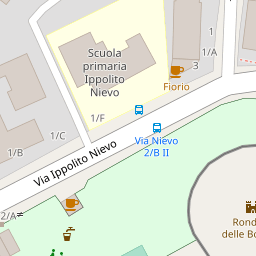 Scuola
primaria
Ippolito
Nievo
1/A
3
Fiorio
1/F
1/C
1/B
Via Nievo
2/B II
Via Ippolito Nievo
2/A
Rond
delle Bo